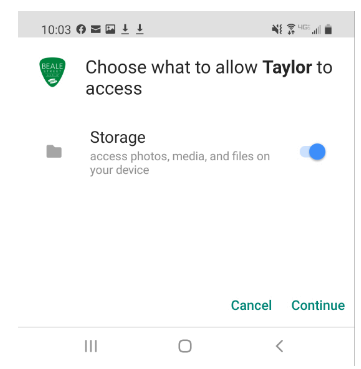 10:03
Choose what to allow Taylor to
access
BEALE
Storage
access photos, media, and files on
your device
Cancel Continue